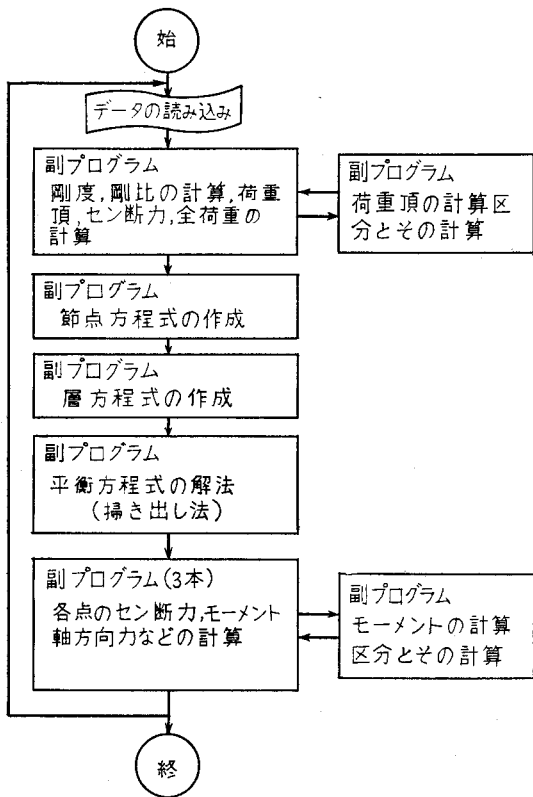 始
データの読み込み
副プログラム
剛度,剛比の計算,荷重
頂,セン断力,全荷重の
計算
副プログラム
荷重頂の計算区
分とその計算
副プログラム
節点方程式の作成
副プログラム
層方程式の作成
副プログラム
平衡方程式の解法
(掃き出し法)
副プログラム(3本)
各点のセン断力,モーメント
軸方向力などの計算
副プログラム
モーメントの計算
区分とその計算
終